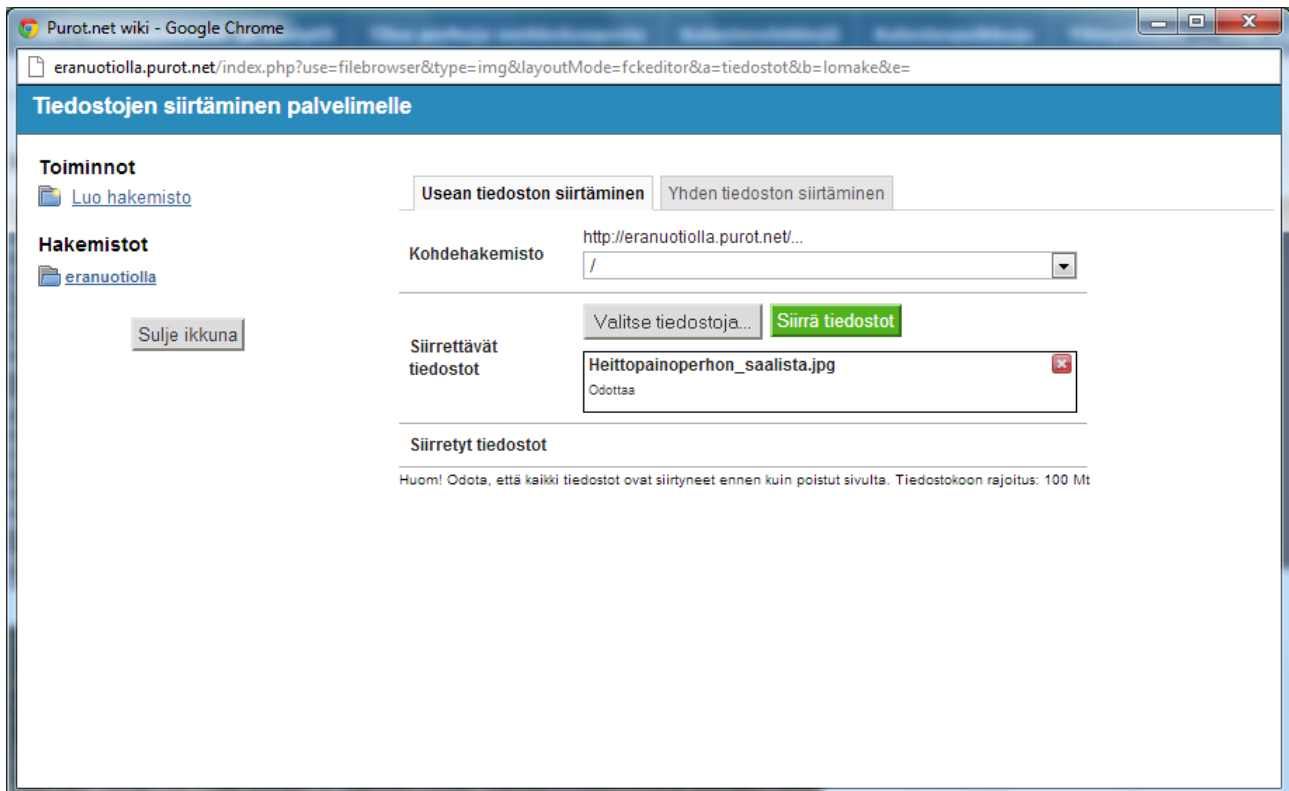 Purot.net wiki - Google Chrome
eranuotiolla.purot.net/index.php?use=filebrowser&type=img&layoutMode=fckeditor&a=tiedostot&b=lomake&e=
Tiedostojen siirtäminen palvelimelle
Toiminnot
Luo hakemisto
Hakemistot
eranuotiolla
Sulje ikkuna
Usean tiedoston siirtäminen
Yhden tiedoston siirtäminen
Kohdehakemisto
http://eranuotiolla.purot.net/...
/
Siirrettävät
tiedostot
Valitse tiedostoja...
Siirrä tiedostot
Heittopainoperhon_saalista.jpg
Odottaa
Siirretyt tiedostot
Huom! Odota, että kaikki tiedostot ovat siirtyneet ennen kuin poistut sivulta. Tiedostokoon rajoitus: 100 Mt